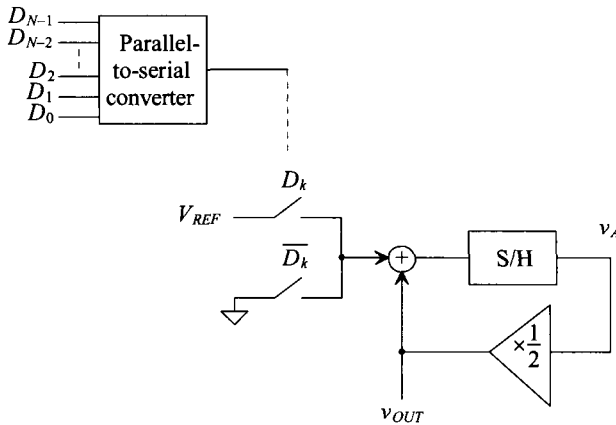 D_{N-1}
D_{N-2}
D_2
D_1
D_0
Parallel-
to-serial
converter
D_k
V_{REF}
\overline{D_k}
+
S/H
v_A
×1/2
v_{OUT}